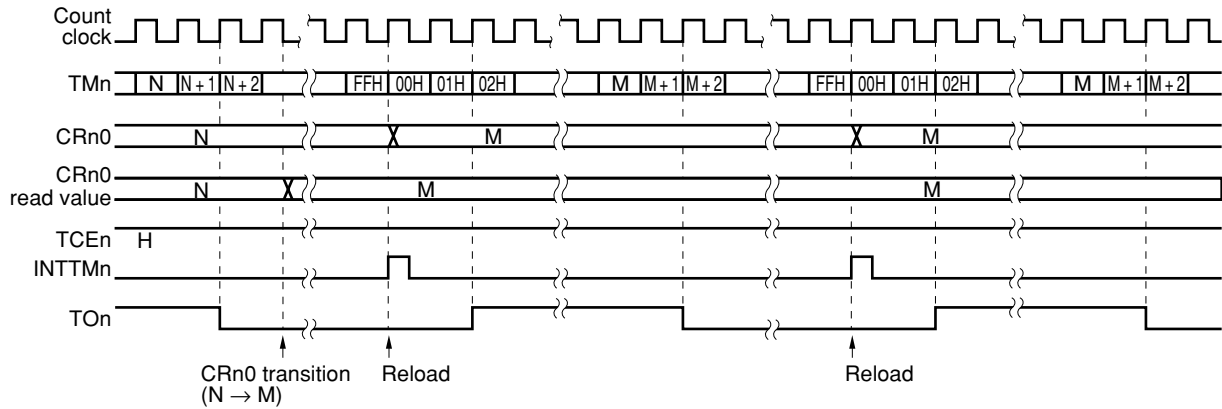 Count
clock
TMn N N + 1 N + 2 FFH 00H 01H 02H M M + 1 M + 2 FFH 00H 01H 02H M M + 1 M + 2
CRn0 N M M
CRn0
read value N M M
TCEn H
INTTMn
TOn
CRn0 transition
(N → M)
Reload
Reload